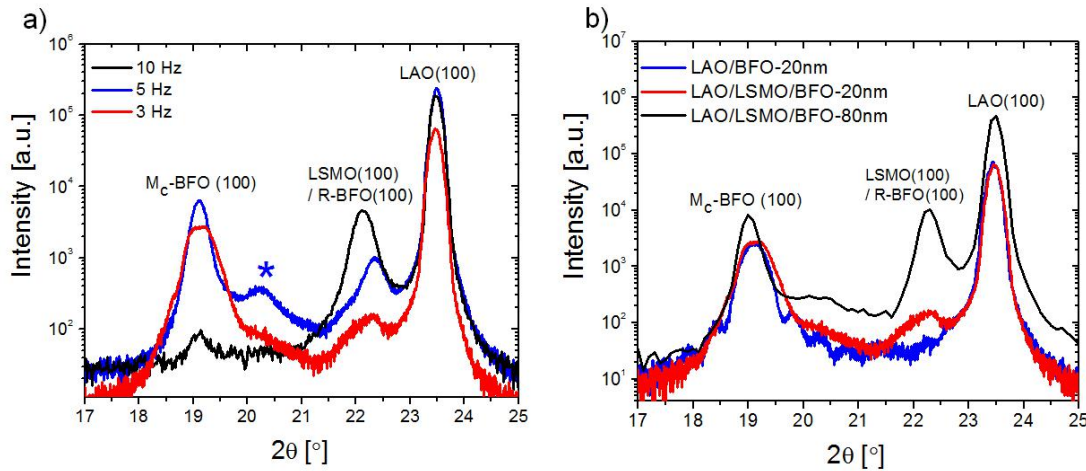 a)
10 Hz
5 Hz
3 Hz
LAO(100)
M_C-BFO (100)
LSMO(100)
/ R-BFO(100)
*
Intensity [a.u.]
10^6
10^5
10^4
10^3
10^2
17 18 19 20 21 22 23 24 25
2θ [°]
b)
LAO/BFO-20nm
LAO/LSMO/BFO-20nm
LAO/LSMO/BFO-80nm
LAO(100)
M_C-BFO (100)
LSMO(100)
/ R-BFO(100)
Intensity [a.u.]
10^7
10^6
10^5
10^4
10^3
10^2
10^1
17 18 19 20 21 22 23 24 25
2θ [°]